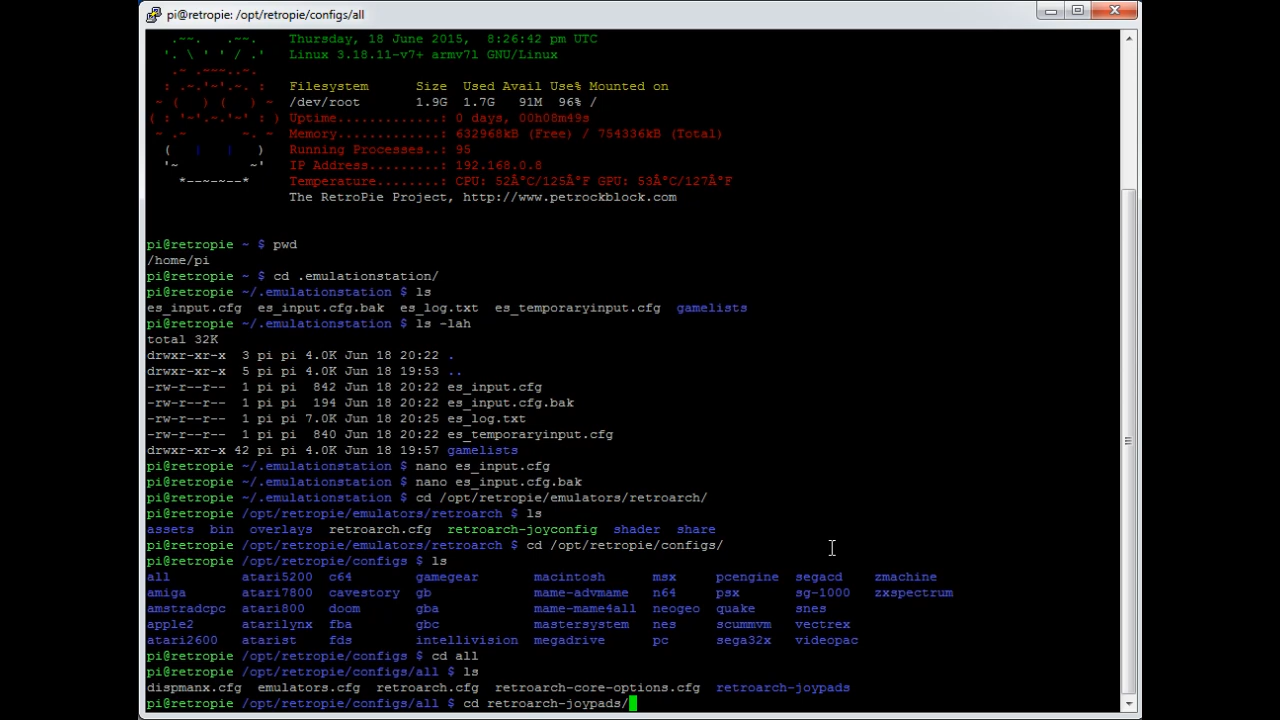 pi@retropie: /opt/retropie/configs/all
.~~.   .~~.    Thursday, 18 June 2015, 8:26:42 pm UTC
'. \ ' ' / .'   Linux 3.18.11-v7+ armv7l GNU/Linux
.~ .~~~..~.
: .~.'~'.~. :   Filesystem      Size  Used Avail Use% Mounted on
~ (   ) (   ) ~  /dev/root       1.9G  1.7G   91M  96% /
( : '~'.~.'~' : ) Uptime.............: 0 days, 00h08m49s
~ .~       ~. ~  Memory.............: 632968kB (Free) / 754336kB (Total)
(  |   |  )    Running Processes..: 95
'~         ~'   IP Address.........: 192.168.0.8
*--~-~--*     Temperature........: CPU: 52Â°C/125Â°F GPU: 53Â°C/127Â°F
The RetroPie Project, http://www.petrockblock.com
pi@retropie ~ $ pwd
/home/pi
pi@retropie ~ $ cd .emulationstation/
pi@retropie ~/.emulationstation $ ls
es_input.cfg  es_input.cfg.bak  es_log.txt  es_temporaryinput.cfg  gamelists
pi@retropie ~/.emulationstation $ ls -lah
total 32K
drwxr-xr-x  3 pi pi 4.0K Jun 18 20:22 .
drwxr-xr-x  5 pi pi 4.0K Jun 18 19:53 ..
-rw-r--r--  1 pi pi  842 Jun 18 20:22 es_input.cfg
-rw-r--r--  1 pi pi  194 Jun 18 20:22 es_input.cfg.bak
-rw-r--r--  1 pi pi 7.0K Jun 18 20:25 es_log.txt
-rw-r--r--  1 pi pi  840 Jun 18 20:22 es_temporaryinput.cfg
drwxr-xr-x 42 pi pi 4.0K Jun 18 19:57 gamelists
pi@retropie ~/.emulationstation $ nano es_input.cfg
pi@retropie ~/.emulationstation $ nano es_input.cfg.bak
pi@retropie ~/.emulationstation $ cd /opt/retropie/emulators/retroarch/
pi@retropie /opt/retropie/emulators/retroarch $ ls
assets  bin  overlays  retroarch.cfg  retroarch-joyconfig  shader  share
pi@retropie /opt/retropie/emulators/retroarch $ cd /opt/retropie/configs/
pi@retropie /opt/retropie/configs $ ls
all         atari5200  c64        gamegear       macintosh      msx     pcengine  segacd    zmachine
amiga       atari7800  cavestory  gb             mame-advmame   n64     psx       sg-1000   zxspectrum
amstradcpc  atari800   doom       gba            mame-mame4all  neogeo  quake     snes
apple2      atarilynx  fba        gbc            mastersystem   nes     scummvm   vectrex
atari2600   atarist    fds        intellivision  megadrive      pc      sega32x   videopac
pi@retropie /opt/retropie/configs $ cd all
pi@retropie /opt/retropie/configs/all $ ls
dispmanx.cfg  emulators.cfg  retroarch.cfg  retroarch-core-options.cfg  retroarch-joypads
pi@retropie /opt/retropie/configs/all $ cd retroarch-joypads/